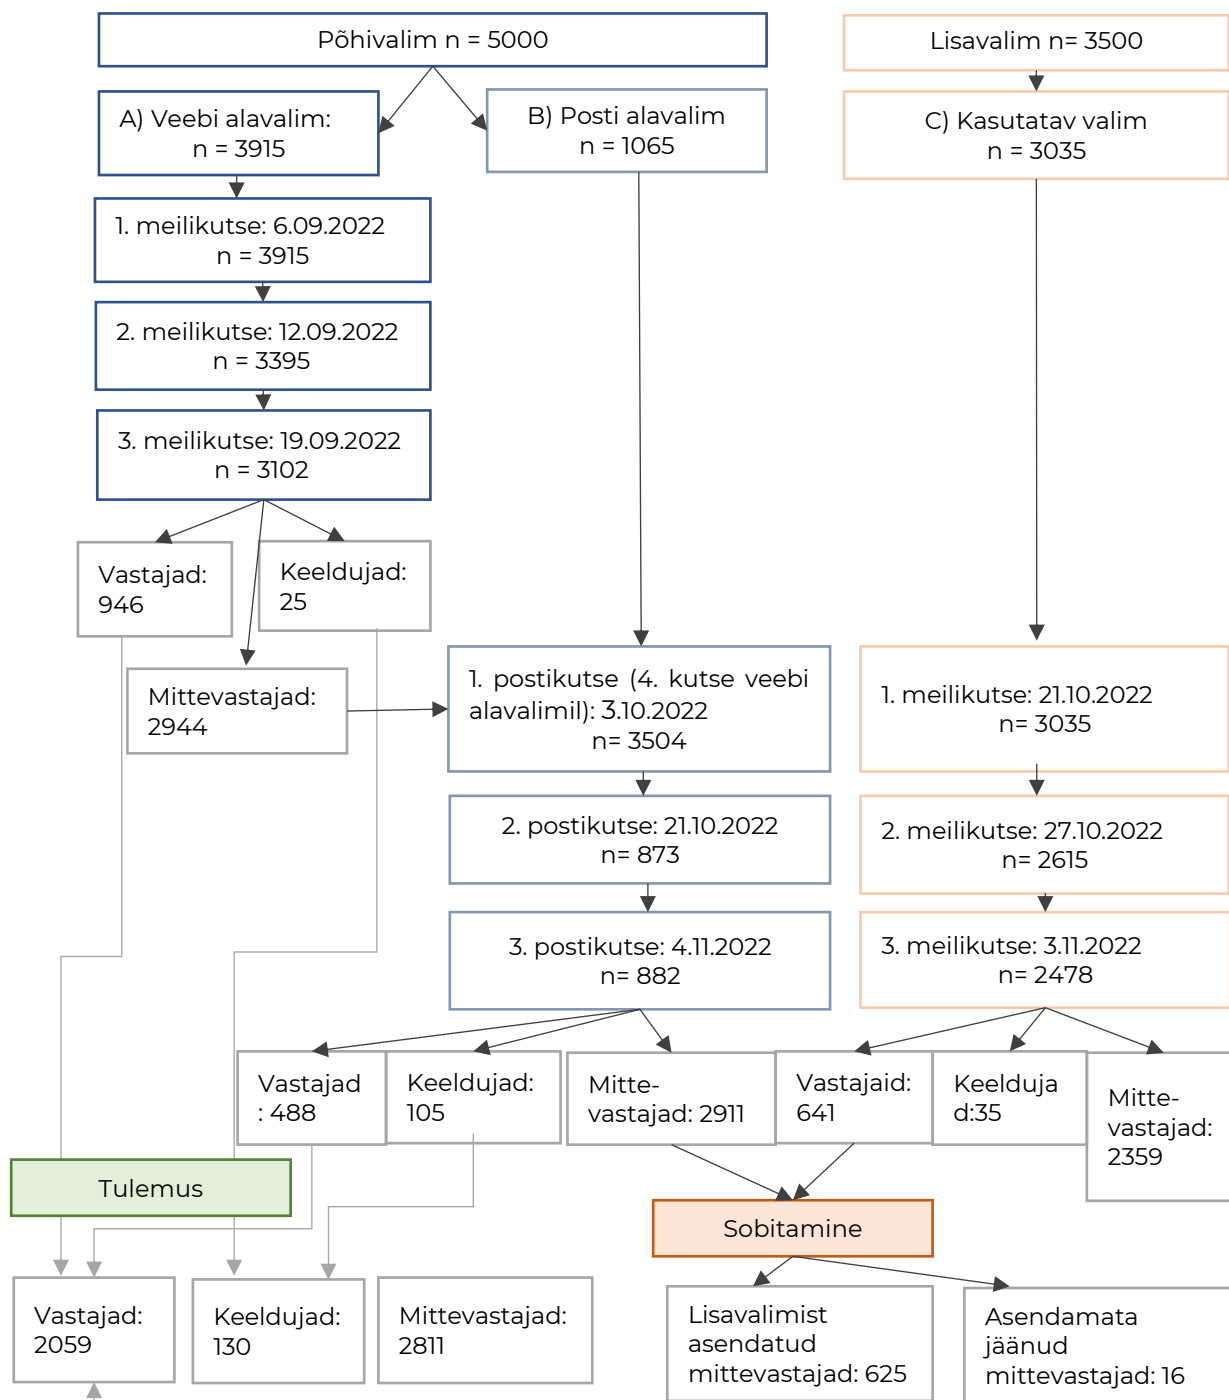 Põhivalim n = 5000
Lisavalim n= 3500
A) Veebi alavalim:
n = 3915
B) Posti alavalim
n = 1065
C) Kasutatav valim
n = 3035
1. meilikutse: 6.09.2022
n = 3915
2. meilikutse: 12.09.2022
n = 3395
3. meilikutse: 19.09.2022
n = 3102
Vastajad:
946
Keeldujad:
25
Mittevastajad:
2944
1. postikutse (4. kutse veebi
alavalimil): 3.10.2022
n= 3504
1. meilikutse: 21.10.2022
n= 3035
2. postikutse: 21.10.2022
n= 873
2. meilikutse: 27.10.2022
n= 2615
3. postikutse: 4.11.2022
n= 882
3. meilikutse: 3.11.2022
n= 2478
Vastajad
: 488
Keeldujad:
105
Mitte-
vastajad: 2911
Vastajaid:
641
Keelduja
d:35
Mitte-
vastajad:
2359
Tulemus
Sobitamine
Vastajad:
2059
Keeldujad:
130
Mittevastajad:
2811
Lisavalimist
asendatud
mittevastajad: 625
Asendamata
jäänud
mittevastajad: 16